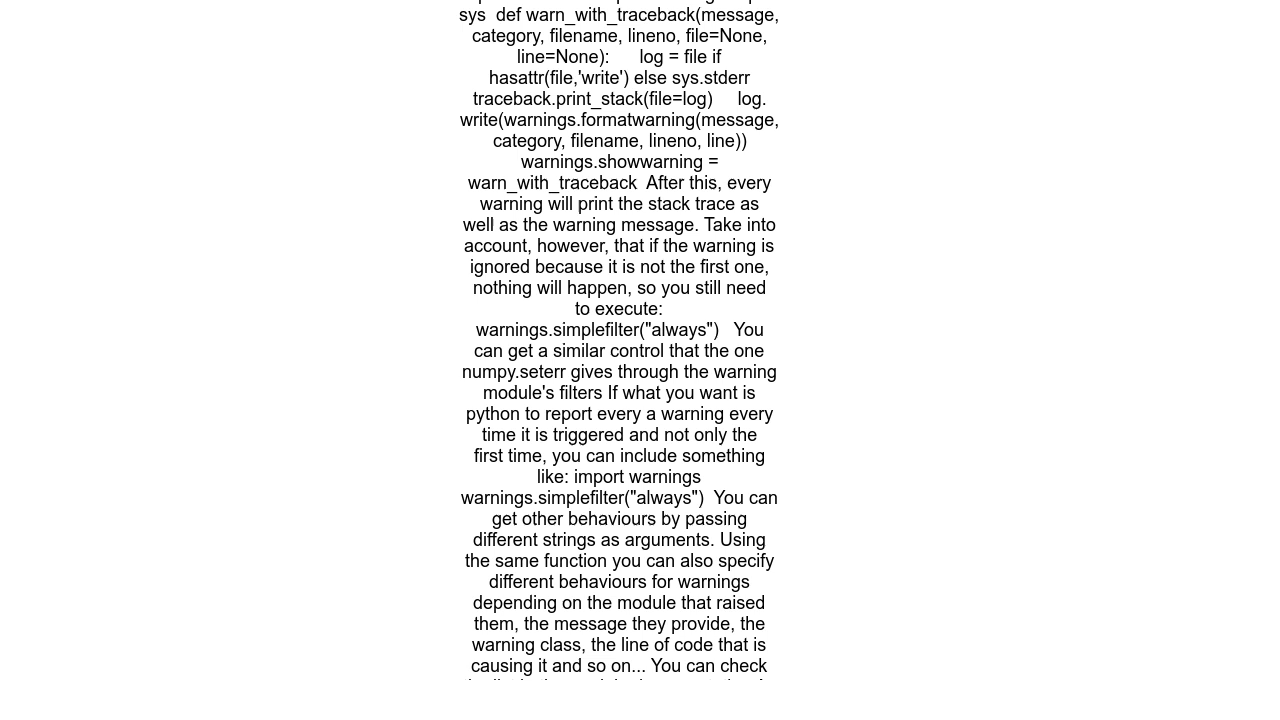 sys  def warn_with_traceback(message,
category, filename, lineno, file=None,
line=None):      log = file if
hasattr(file,'write') else sys.stderr
traceback.print_stack(file=log)     log.
write(warnings.formatwarning(message,
category, filename, lineno, line))
warnings.showwarning =
warn_with_traceback  After this, every
warning will print the stack trace as
well as the warning message. Take into
account, however, that if the warning is
ignored because it is not the first one,
nothing will happen, so you still need
to execute:
warnings.simplefilter("always")   You
can get a similar control that the one
numpy.seterr gives through the warning
module's filters If what you want is
python to report every a warning every
time it is triggered and not only the
first time, you can include something
like: import warnings
warnings.simplefilter("always")  You can
get other behaviours by passing
different strings as arguments. Using
the same function you can also specify
different behaviours for warnings
depending on the module that raised
them, the message they provide, the
warning class, the line of code that is
causing it and so on... You can check